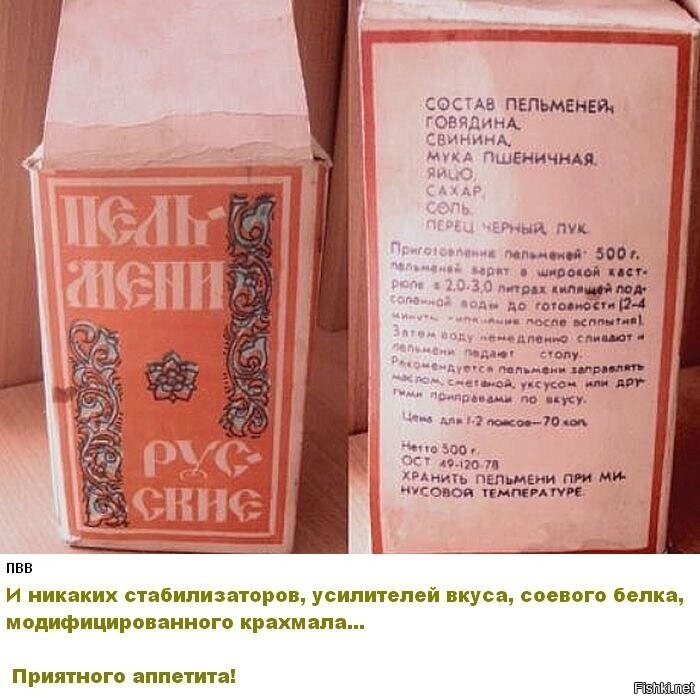 ПЕЛЬ-
МЕНИ
РУС-
СКИЕ
СОСТАВ ПЕЛЬМЕНЕЙ:
ГОВЯДИНА,
СВИНИНА,
МУКА ПШЕНИЧНАЯ,
ЯЙЦО,
САХАР,
СОЛЬ,
ПЕРЕЦ ЧЕРНЫЙ, ЛУК.
Приготовление пельменей: 500 г.
пельменей варят в широкой каст-
рюле в 2,0-3,0 литрах кипящей под-
соленной воды до готовности (2-4
минуты кипения после всплытия).
Затем воду немедленно сливают и
пельмени подают столу.
Рекомендуется пельмени заправлять
маслом, сметаной, уксусом или дру-
гими приправами по вкусу.
Цена для 1-2 поясов—70 коп.
Нетто 500 г.
ОСТ 49-120-78
ХРАНИТЬ ПЕЛЬМЕНИ ПРИ МИ-
НУСОВОЙ ТЕМПЕРАТУРЕ.
ПВВ
И никаких стабилизаторов, усилителей вкуса, соевого белка,
модифицированного крахмала...
Приятного аппетита!
Fishki.net